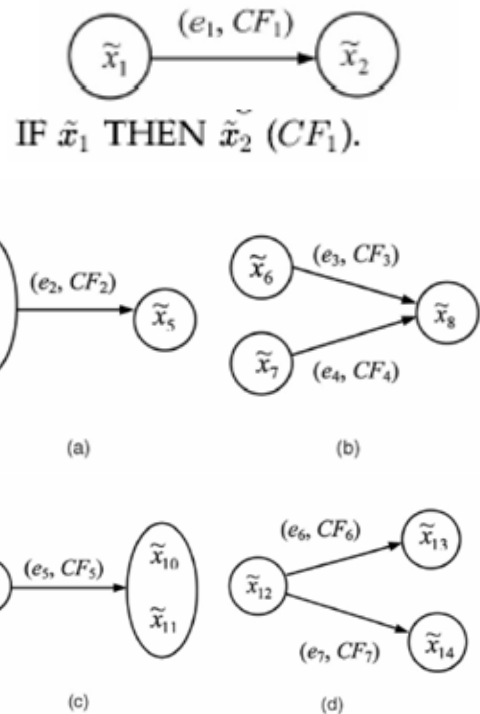 (e₁, CF₁)
x̃₁ x̃₂
IF x̃₁ THEN x̃₂ (CF₁).
(e₂, CF₂)
x̃₅
(a)
x̃₆ (e₃, CF₃)
x̃₈
x̃₇ (e₄, CF₄)
(b)
(e₅, CF₅)
x̃₁₀
x̃₁₁
(c)
(e₆, CF₆) x̃₁₃
x̃₁₂
(e₇, CF₇) x̃₁₄
(d)